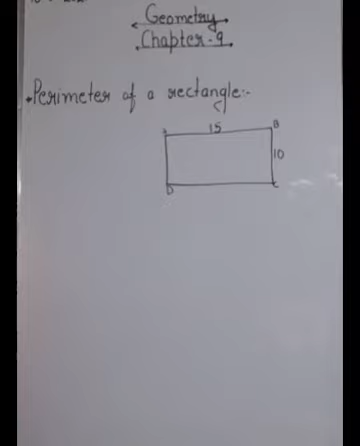 Geometry
Chapter-9
Perimeter of a rectangle:-
15
B
10
D
C